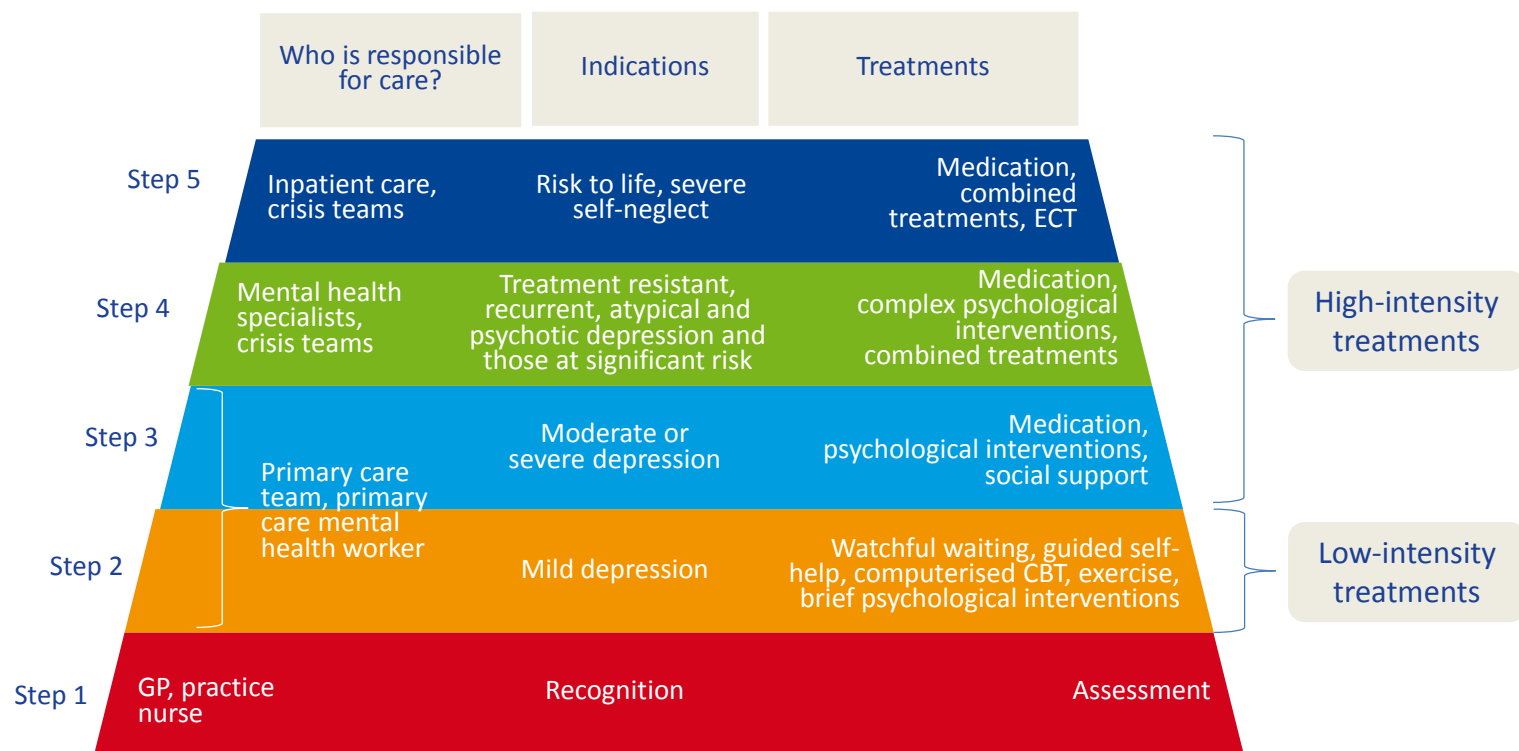 Who is responsible
for care?
Indications
Treatments
Step 5
Inpatient care,
crisis teams
Risk to life, severe
self-neglect
Medication,
combined
treatments, ECT
Step 4
Mental health
specialists,
crisis teams
Treatment resistant,
recurrent, atypical and
psychotic depression and
those at significant risk
Medication,
complex psychological
interventions,
combined treatments
High-intensity
treatments
Step 3
Moderate or
severe depression
Medication,
psychological interventions,
social support
Primary care
team, primary
care mental
health worker
Step 2
Mild depression
Watchful waiting, guided self-
help, computerised CBT, exercise,
brief psychological interventions
Low-intensity
treatments
Step 1
GP, practice
nurse
Recognition
Assessment